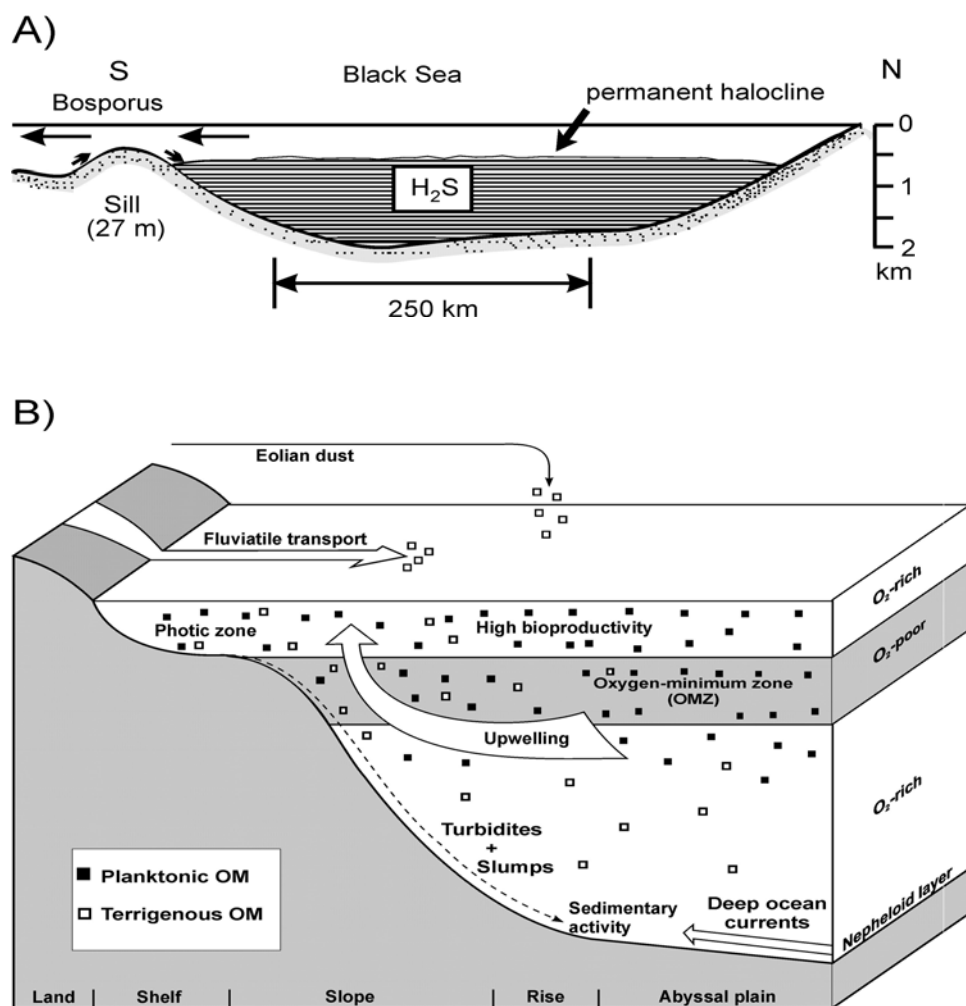 A)
S
Bosporus
Black Sea
N
permanent halocline
0
H₂S
1
Sill
(27 m)
2
km
250 km
B)
Eolian dust
Fluviatile transport
O₂-rich
Photic zone
High bioproductivity
O₂-poor
Oxygen-minimum zone
(OMZ)
Upwelling
O₂-rich
Turbidites
+
Slumps
Planktonic OM
Terrigenous OM
Sedimentary
activity
Deep ocean
currents
Nepheloid layer
Land
Shelf
Slope
Rise
Abyssal plain